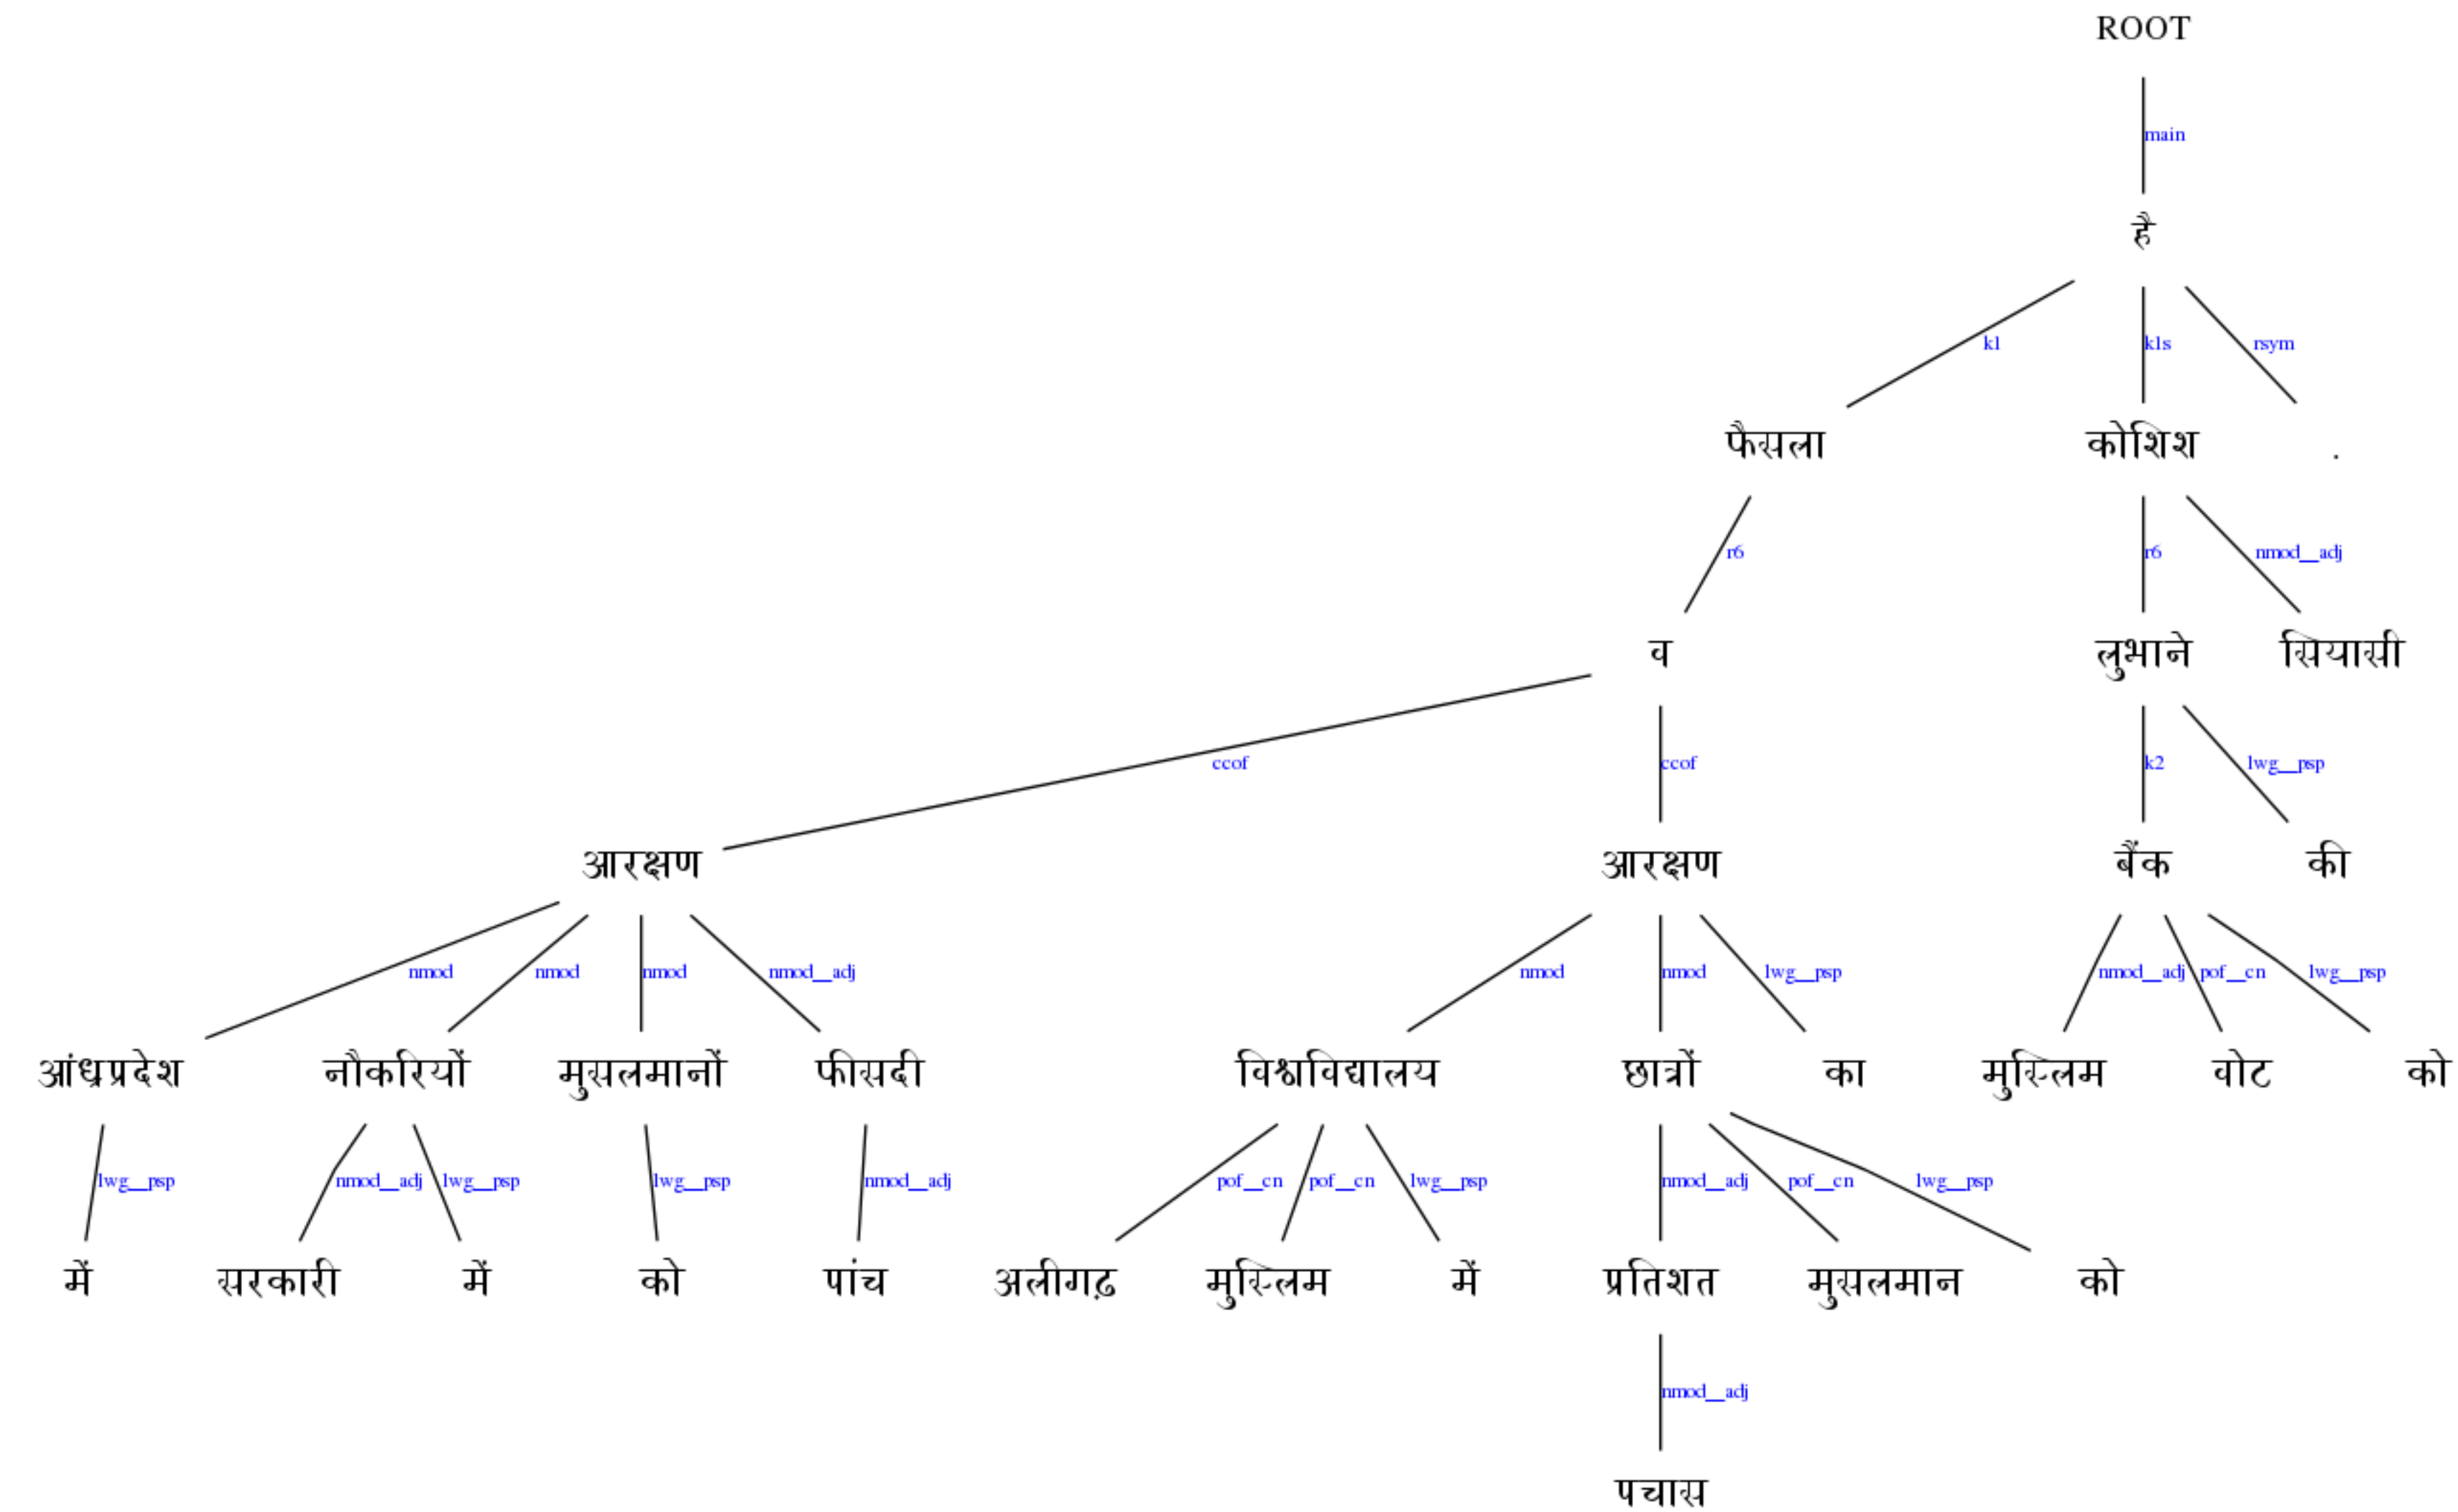 ROOT
main
है
k1 k1s rsym
फैसला कोशिश .
r6 r6 nmod__adj
व लुभाने सियासी
ccof ccof k2 lwg__psp
आरक्षण आरक्षण बैंक की
nmod nmod nmod nmod__adj nmod nmod lwg__psp nmod__adj pof__cn lwg__psp
आंध्रप्रदेश नौकरियों मुसलमानों फीसदी विश्वविद्यालय छात्रों का मुस्लिम वोट को
lwg__psp nmod__adj lwg__psp lwg__psp nmod__adj pof__cn pof__cn lwg__psp nmod__adj pof__cn lwg__psp
में सरकारी में को पांच अलीगढ़ मुस्लिम में प्रतिशत मुसलमान को
nmod__adj
पचास